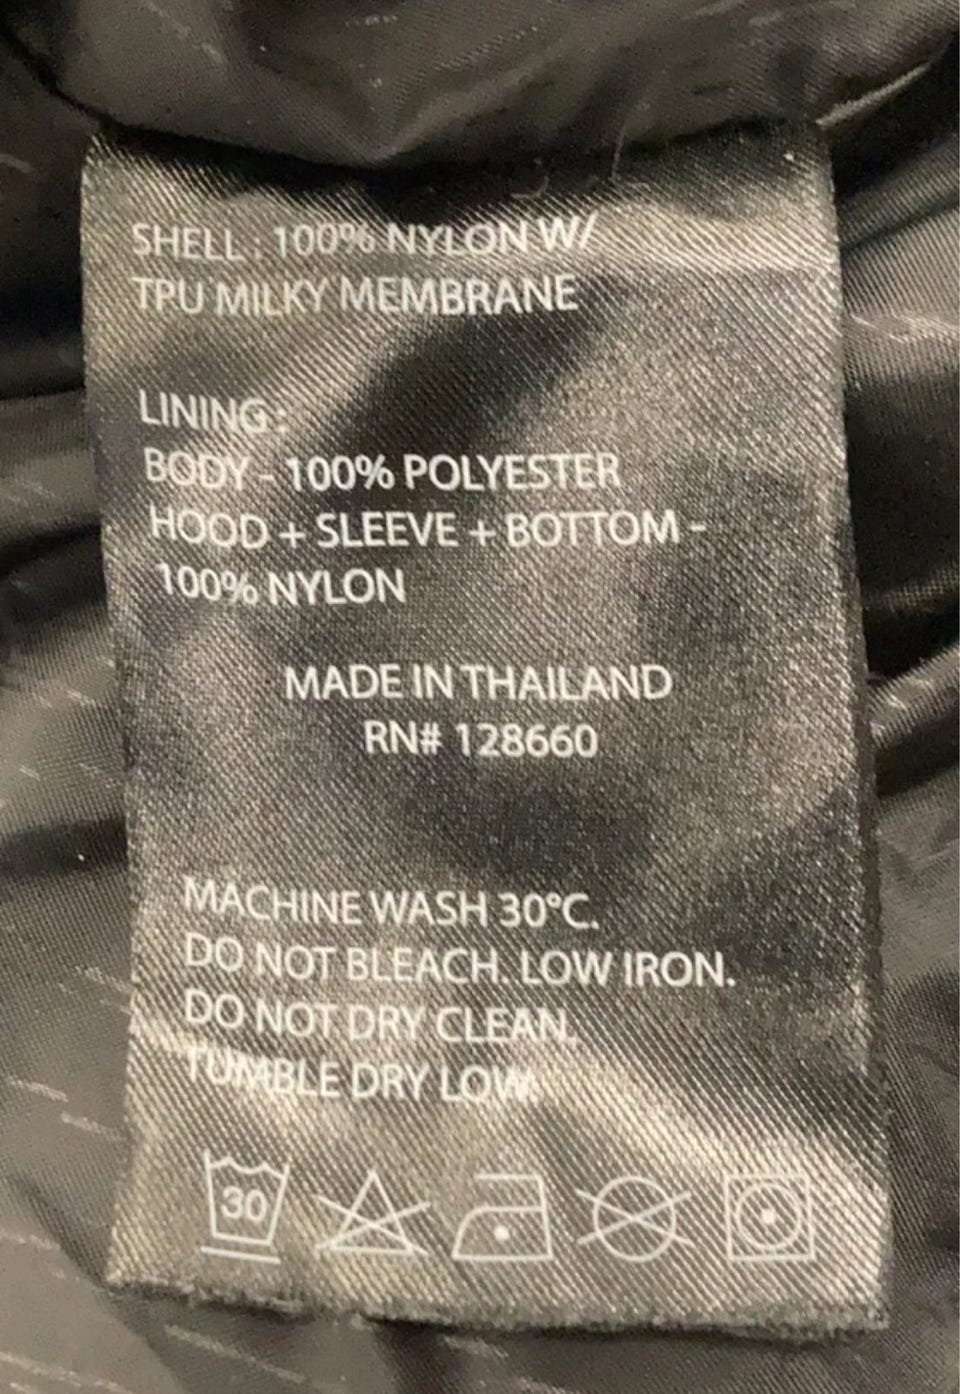 SHELL : 100% NYLON W/
TPU MILKY MEMBRANE
LINING :
BODY - 100% POLYESTER
HOOD + SLEEVE + BOTTOM -
100% NYLON
MADE IN THAILAND
RN# 128660
MACHINE WASH 30°C.
DO NOT BLEACH. LOW IRON.
DO NOT DRY CLEAN.
TUMBLE DRY LOW.
30